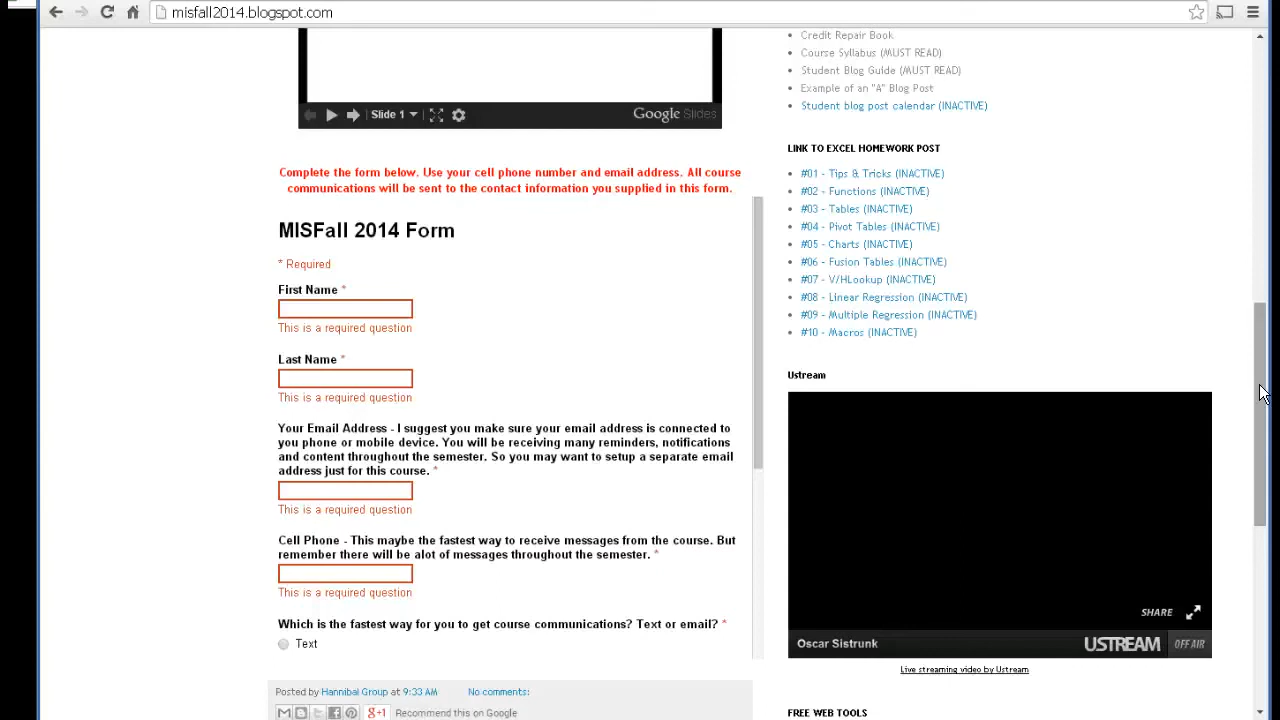 misfall2014.blogspot.com
Slide 1
Google Slides
Complete the form below. Use your cell phone number and email address. All course
communications will be sent to the contact information you supplied in this form.
MISFall 2014 Form
* Required
First Name *
This is a required question
Last Name *
This is a required question
Your Email Address - I suggest you make sure your email address is connected to
you phone or mobile device. You will be receiving many reminders, notifications
and content throughout the semester. So you may want to setup a separate email
address just for this course. *
This is a required question
Cell Phone - This maybe the fastest way to receive messages from the course. But
remember there will be alot of messages throughout the semester. *
This is a required question
Which is the fastest way for you to get course communications? Text or email? *
Text
Posted by Hannibal Group at 9:33 AM No comments:
g+1 Recommend this on Google
Credit Repair Book
Course Syllabus (MUST READ)
Student Blog Guide (MUST READ)
Example of an "A" Blog Post
Student blog post calendar (INACTIVE)
LINK TO EXCEL HOMEWORK POST
#01 - Tips & Tricks (INACTIVE)
#02 - Functions (INACTIVE)
#03 - Tables (INACTIVE)
#04 - Pivot Tables (INACTIVE)
#05 - Charts (INACTIVE)
#06 - Fusion Tables (INACTIVE)
#07 - V/HLookup (INACTIVE)
#08 - Linear Regression (INACTIVE)
#09 - Multiple Regression (INACTIVE)
#10 - Macros (INACTIVE)
Ustream
SHARE
Oscar Sistrunk USTREAM OFF AIR
Live streaming video by Ustream
FREE WEB TOOLS